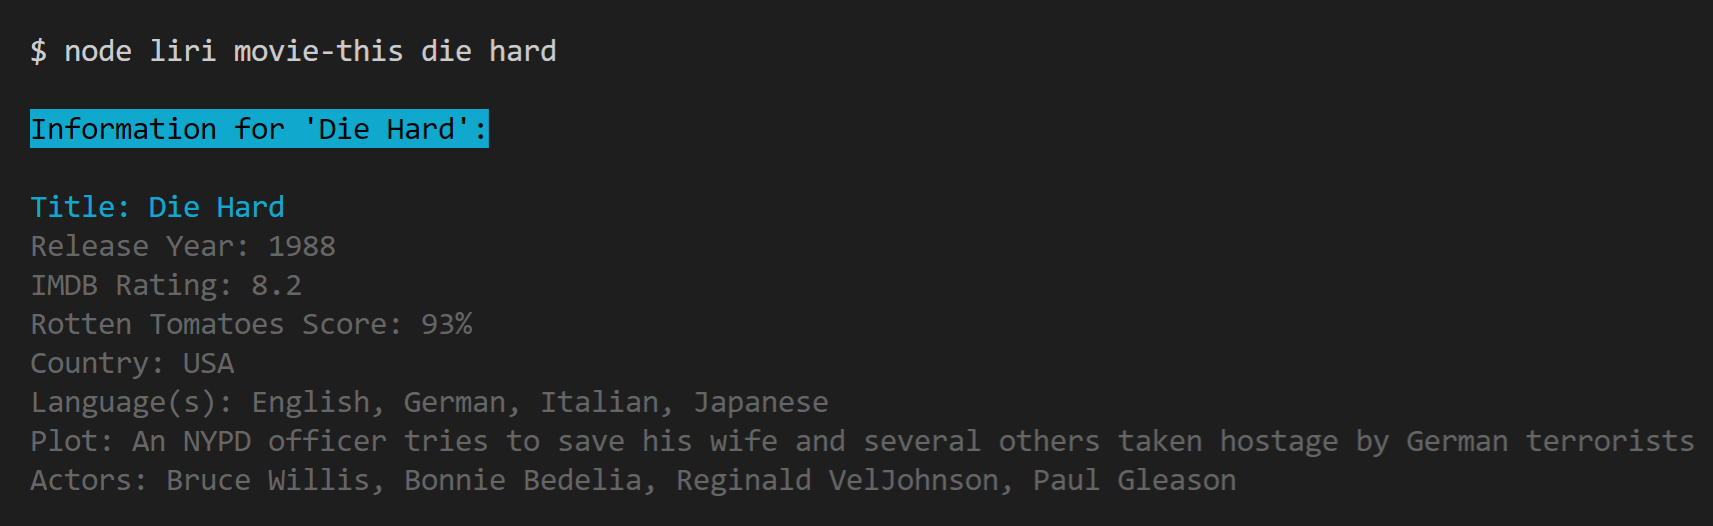 $ node liri movie-this die hard
Information for 'Die Hard':
Title: Die Hard
Release Year: 1988
IMDB Rating: 8.2
Rotten Tomatoes Score: 93%
Country: USA
Language(s): English, German, Italian, Japanese
Plot: An NYPD officer tries to save his wife and several others taken hostage by German terrorists
Actors: Bruce Willis, Bonnie Bedelia, Reginald VelJohnson, Paul Gleason